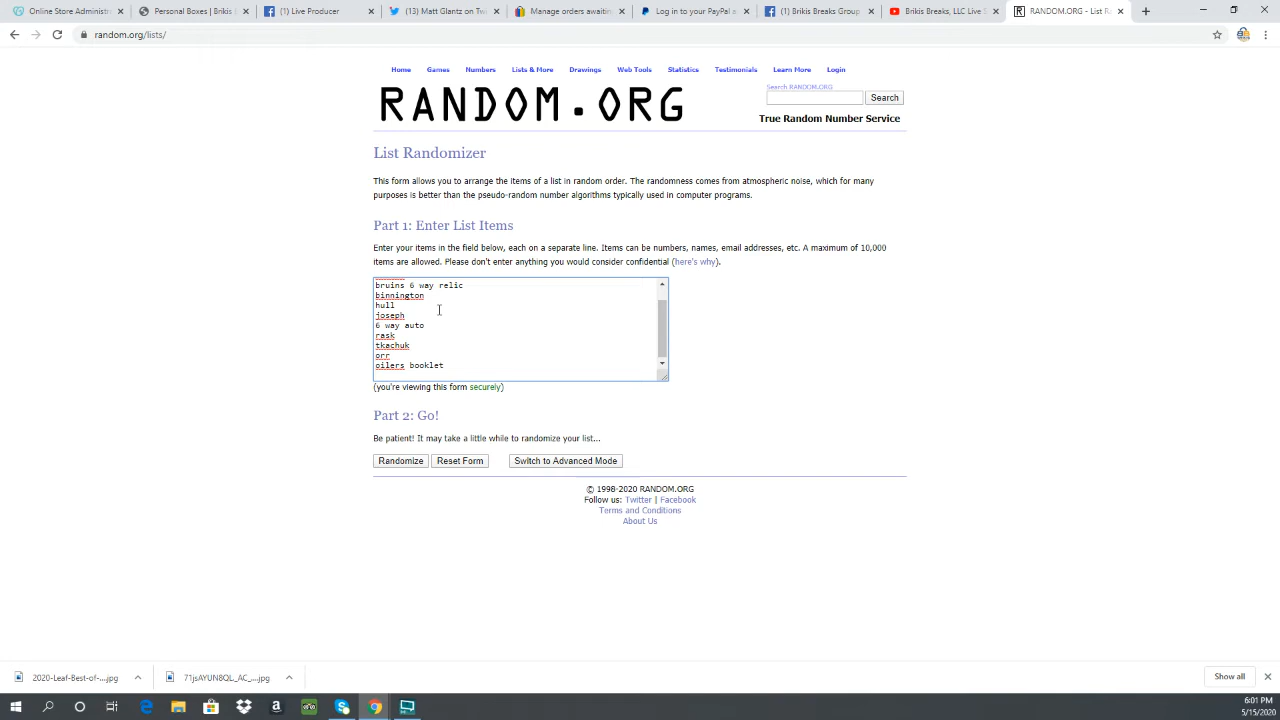 Online Store Administr
Personal Boxes | Brikis
(1) Live Producer
(13) Matt Glantz on Twi
Manage orders awaitin
Log in to your PayPal a
(1) Brikis Breaks Group
Brikis Breaks, LLC Live
RANDOM.ORG - List R
random.org/lists/
Home Games Numbers Lists & More Drawings Web Tools Statistics Testimonials Learn More Login
RANDOM.ORG
Search RANDOM.ORG
Search
True Random Number Service
List Randomizer
This form allows you to arrange the items of a list in random order. The randomness comes from atmospheric noise, which for many
purposes is better than the pseudo-random number algorithms typically used in computer programs.
Part 1: Enter List Items
Enter your items in the field below, each on a separate line. Items can be numbers, names, email addresses, etc. A maximum of 10,000
items are allowed. Please don't enter anything you would consider confidential (here's why).
bruins 6 way relic
binnington
hull
joseph
6 way auto
rask
tkachuk
orr
oilers booklet
(you're viewing this form securely)
Part 2: Go!
Be patient! It may take a little while to randomize your list...
Randomize Reset Form Switch to Advanced Mode
© 1998-2020 RANDOM.ORG
Follow us: Twitter | Facebook
Terms and Conditions
About Us
2020-Leaf-Best-of-....jpg
71jsAYUN8QL._AC_....jpg
Show all
6:01 PM
5/15/2020